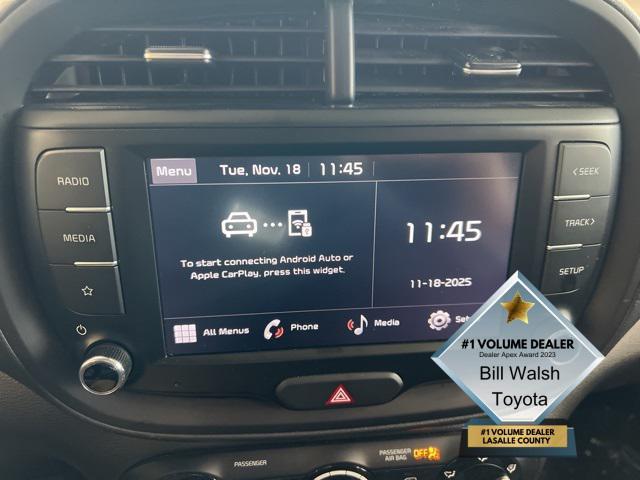 RADIO
MEDIA
Menu
Tue, Nov. 18
11:45
To start connecting Android Auto or
Apple CarPlay, press this widget.
11:45
11-18-2025
All Menus
Phone
Media
< SEEK
TRACK >
SETUP
#1 VOLUME DEALER
Dealer Apex Award 2023
Bill Walsh
Toyota
#1 VOLUME DEALER
LASALLE COUNTY
PASSENGER
PASSENGER
AIR BAG
OFF